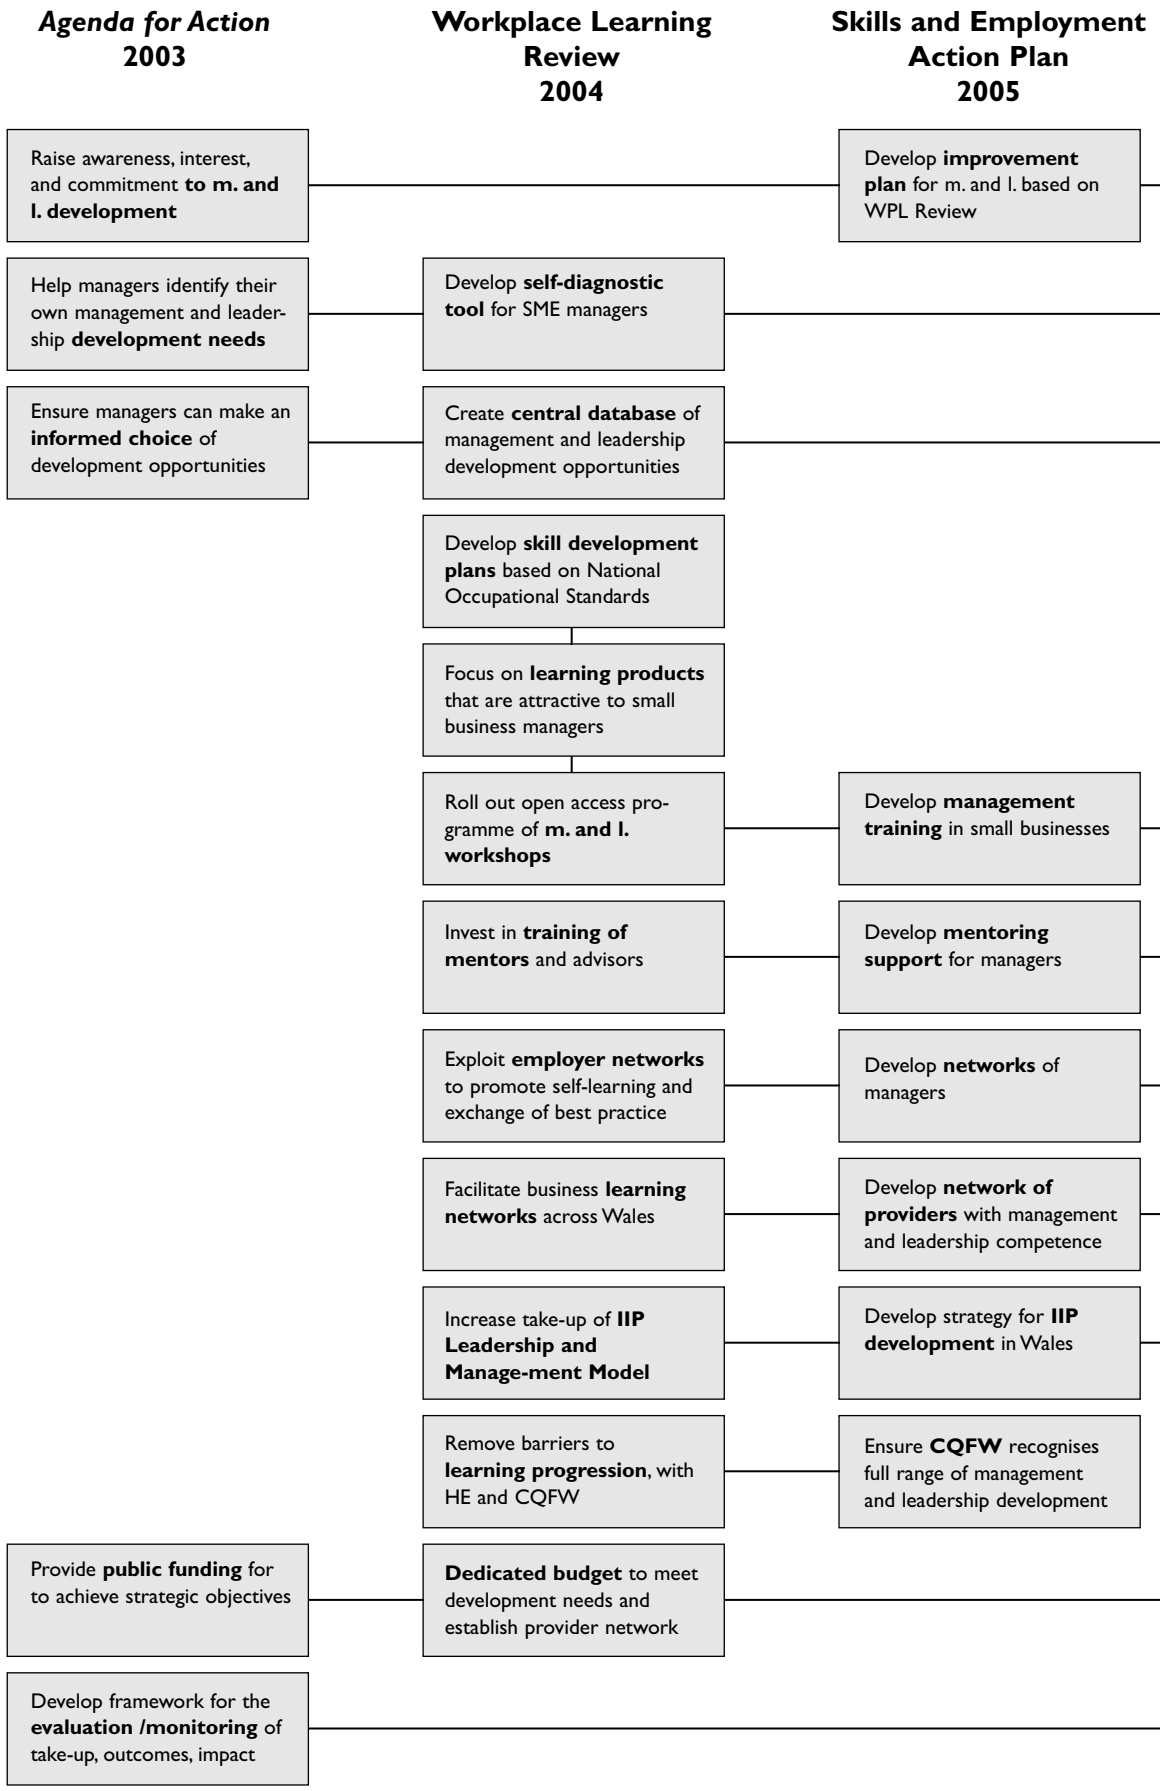 Agenda for Action
2003
Workplace Learning
Review
2004
Skills and Employment
Action Plan
2005
Raise awareness, interest,
and commitment to m. and
l. development
Develop improvement
plan for m. and l. based on
WPL Review
Help managers identify their
own management and leader-
ship development needs
Develop self-diagnostic
tool for SME managers
Ensure managers can make an
informed choice of
development opportunities
Create central database of
management and leadership
development opportunities
Develop skill development
plans based on National
Occupational Standards
Focus on learning products
that are attractive to small
business managers
Roll out open access pro-
gramme of m. and l.
workshops
Develop management
training in small businesses
Invest in training of
mentors and advisors
Develop mentoring
support for managers
Exploit employer networks
to promote self-learning and
exchange of best practice
Develop networks of
managers
Facilitate business learning
networks across Wales
Develop network of
providers with management
and leadership competence
Increase take-up of IIP
Leadership and
Manage-ment Model
Develop strategy for IIP
development in Wales
Remove barriers to
learning progression, with
HE and CQFW
Ensure CQFW recognises
full range of management
and leadership development
Provide public funding for
to achieve strategic objectives
Dedicated budget to meet
development needs and
establish provider network
Develop framework for the
evaluation /monitoring of
take-up, outcomes, impact